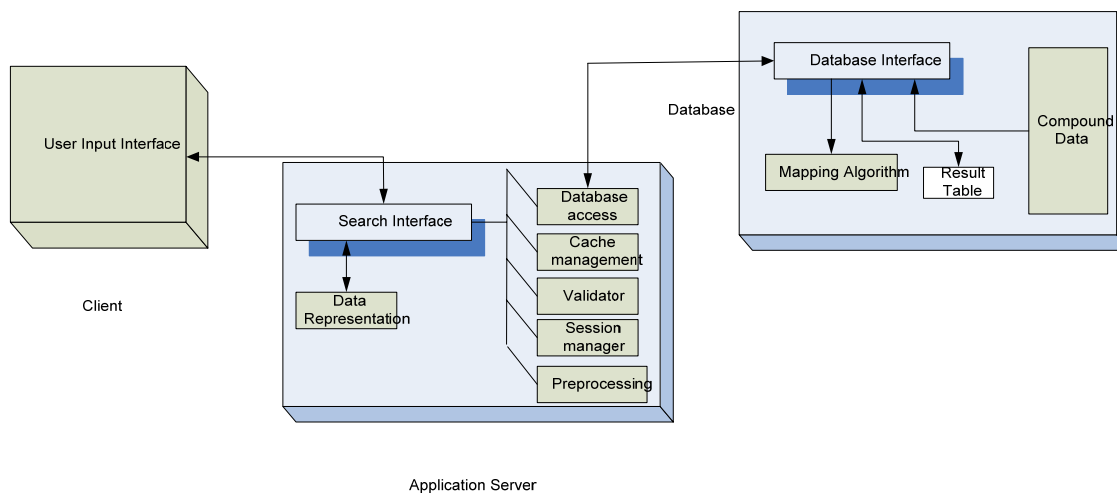 User Input Interface
Client
Search Interface
Data
Representation
Database
access
Cache
management
Validator
Session
manager
Preprocessing
Application Server
Database
Database Interface
Mapping Algorithm
Result
Table
Compound
Data